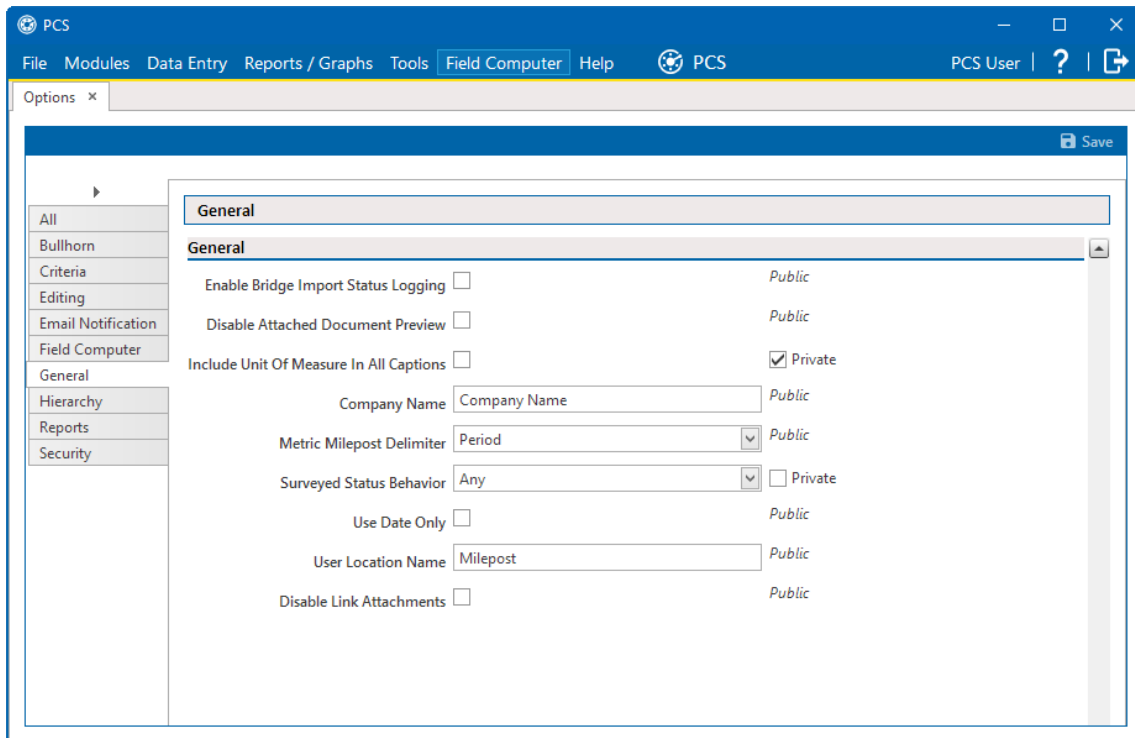 PCS
File Modules Data Entry Reports / Graphs Tools Field Computer Help PCS PCS User | ? |
Options ×
Save
All
Bullhorn
Criteria
Editing
Email Notification
Field Computer
General
Hierarchy
Reports
Security
General
General
Enable Bridge Import Status Logging Public
Disable Attached Document Preview Public
Include Unit Of Measure In All Captions Private
Company Name Company Name Public
Metric Milepost Delimiter Period Public
Surveyed Status Behavior Any Private
Use Date Only Public
User Location Name Milepost Public
Disable Link Attachments Public